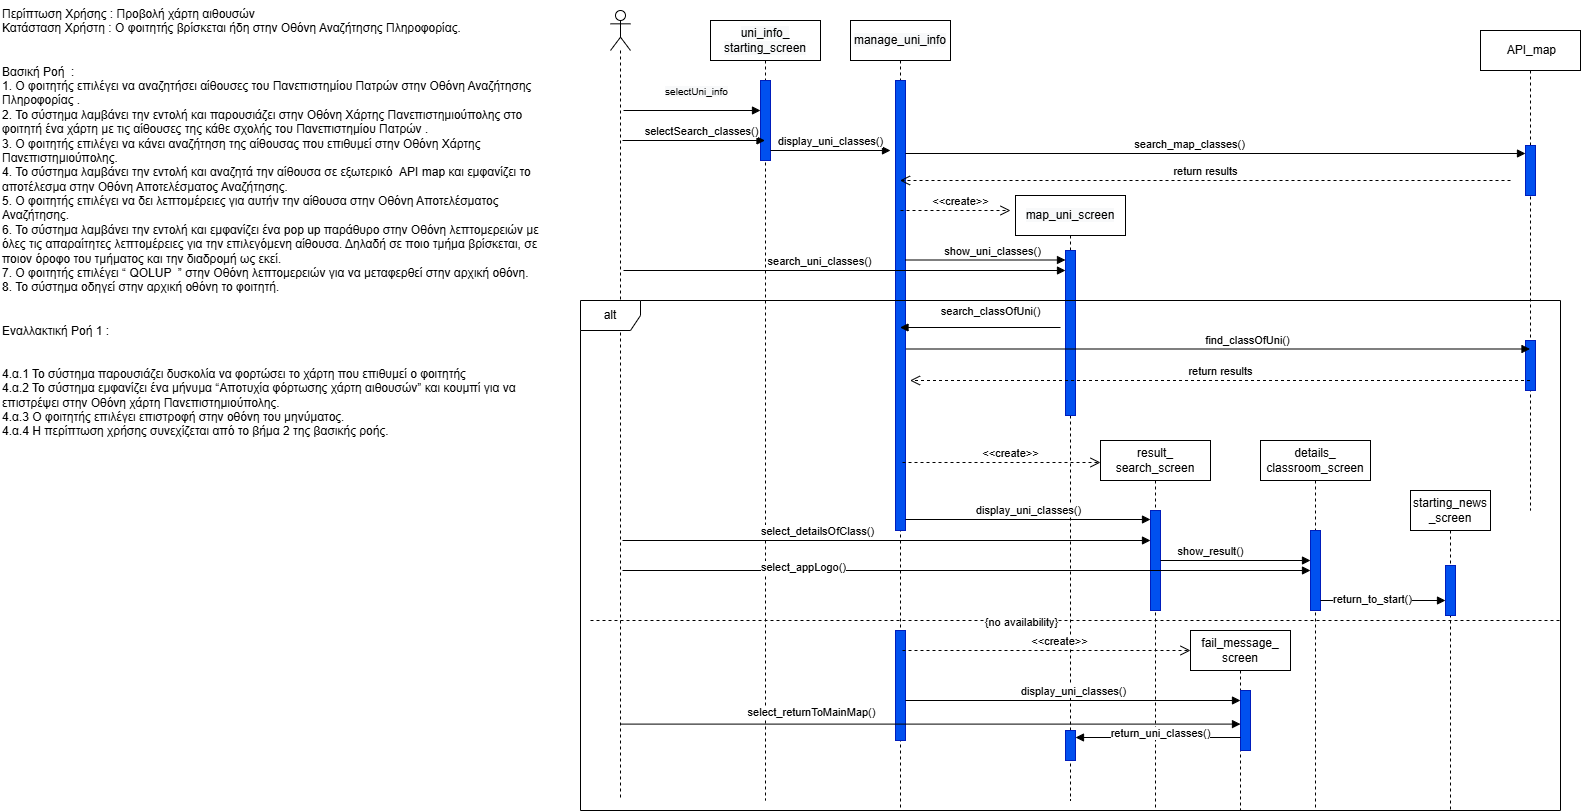 Περίπτωση Χρήσης : Προβολή χάρτη αιθουσών
Κατάσταση Χρήστη : Ο φοιτητής βρίσκεται ήδη στην Οθόνη Αναζήτησης Πληροφορίας.
Βασική Ροή :
1. Ο φοιτητής επιλέγει να αναζητήσει αίθουσες του Πανεπιστημίου Πατρών στην Οθόνη Αναζήτησης
Πληροφορίας .
2. Το σύστημα λαμβάνει την εντολή και παρουσιάζει στην Οθόνη Χάρτης Πανεπιστημιούπολης στο
φοιτητή ένα χάρτη με τις αίθουσες της κάθε σχολής του Πανεπιστημίου Πατρών .
3. Ο φοιτητής επιλέγει να κάνει αναζήτηση της αίθουσας που επιθυμεί στην Οθόνη Χάρτης
Πανεπιστημιούπολης.
4. Το σύστημα λαμβάνει την εντολή και αναζητά την αίθουσα σε εξωτερικό API map και εμφανίζει το
αποτέλεσμα στην Οθόνη Αποτελέσματος Αναζήτησης.
5. Ο φοιτητής επιλέγει να δει λεπτομέρειες για αυτήν την αίθουσα στην Οθόνη Αποτελέσματος
Αναζήτησης.
6. Το σύστημα λαμβάνει την εντολή και εμφανίζει ένα pop up παράθυρο στην Οθόνη λεπτομερειών με
όλες τις απαραίτητες λεπτομέρειες για την επιλεγόμενη αίθουσα. Δηλαδή σε ποιο τμήμα βρίσκεται, σε
ποιον όροφο του τμήματος και την διαδρομή ως εκεί.
7. Ο φοιτητής επιλέγει “ QOLUP ” στην Οθόνη λεπτομερειών για να μεταφερθεί στην αρχική οθόνη.
8. Το σύστημα οδηγεί στην αρχική οθόνη το φοιτητή.
Εναλλακτική Ροή 1 :
4.α.1 Το σύστημα παρουσιάζει δυσκολία να φορτώσει το χάρτη που επιθυμεί ο φοιτητής
4.α.2 Το σύστημα εμφανίζει ένα μήνυμα “Αποτυχία φόρτωσης χάρτη αιθουσών” και κουμπί για να
επιστρέψει στην Οθόνη χάρτη Πανεπιστημιούπολης.
4.α.3 Ο φοιτητής επιλέγει επιστροφή στην οθόνη του μηνύματος.
4.α.4 Η περίπτωση χρήσης συνεχίζεται από το βήμα 2 της βασικής ροής.
uni_info_
starting_screen
manage_uni_info
API_map
selectUni_info
selectSearch_classes()
display_uni_classes()
search_map_classes()
return results
<<create>>
map_uni_screen
show_uni_classes()
search_uni_classes()
alt
search_classOfUni()
find_classOfUni()
return results
<<create>>
result_
search_screen
details_
classroom_screen
starting_news
_screen
display_uni_classes()
select_detailsOfClass()
show_result()
select_appLogo()
return_to_start()
{no availability}
<<create>>
fail_message_
screen
display_uni_classes()
select_returnToMainMap()
return_uni_classes()